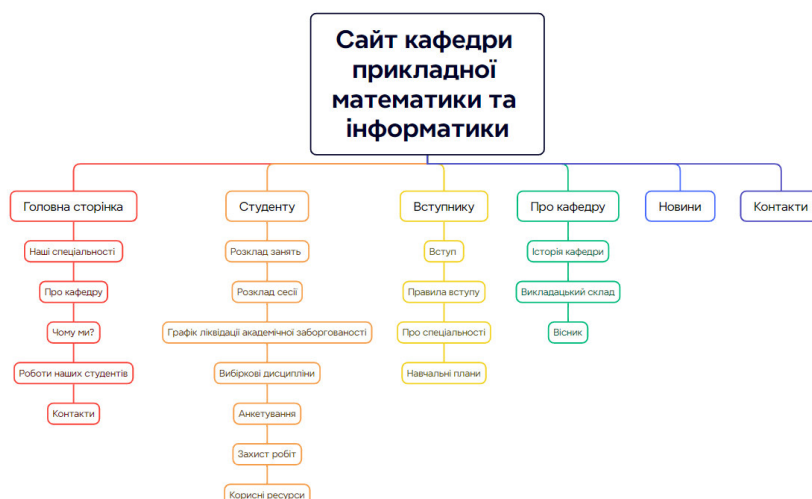 Сайт кафедри
прикладної
математики та
інформатики
Головна сторінка
Студенту
Вступнику
Про кафедру
Новини
Контакти
Наші спеціальності
Розклад занять
Вступ
Історія кафедри
Про кафедру
Розклад сесії
Правила вступу
Викладацький склад
Чому ми?
Графік ліквідації академічної заборгованості
Про спеціальності
Вісник
Роботи наших студентів
Вибіркові дисципліни
Навчальні плани
Контакти
Анкетування
Захист робіт
Корисні ресурси